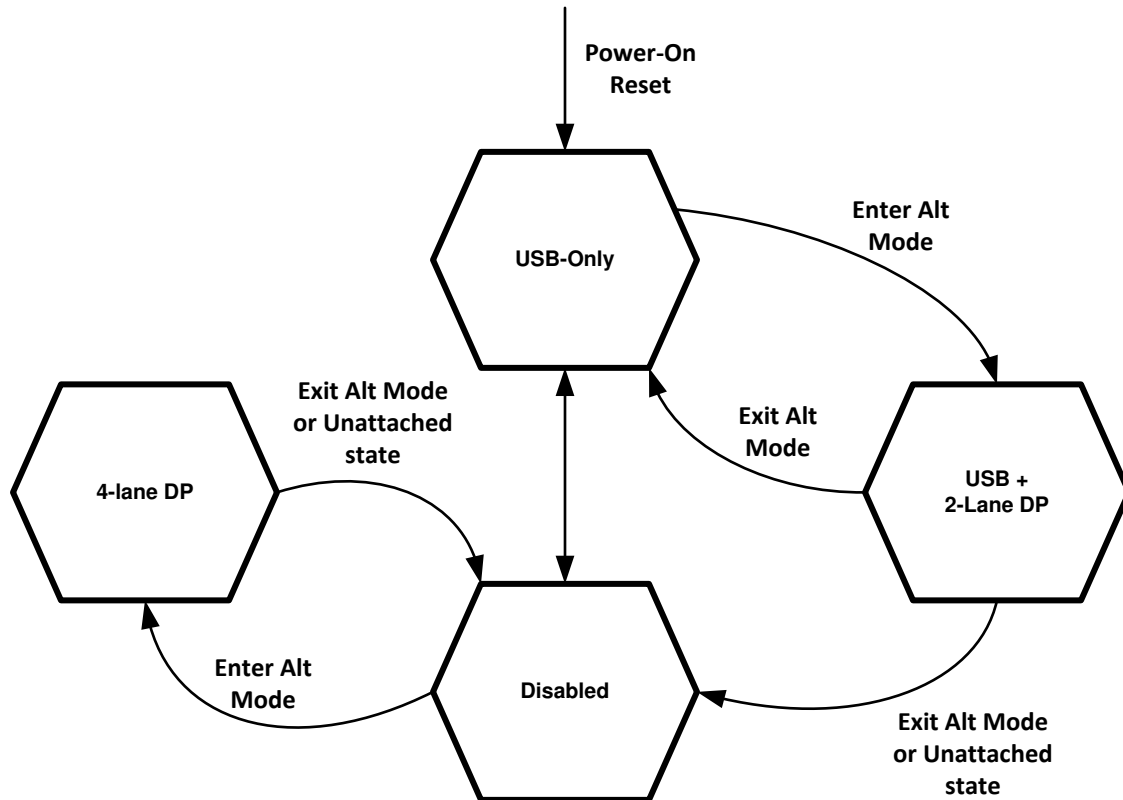 Power-On
Reset
USB-Only
Enter Alt
Mode
Exit Alt
Mode
Exit Alt Mode
or Unattached
state
4-lane DP
USB +
2-Lane DP
Enter Alt
Mode
Disabled
Exit Alt Mode
or Unattached
state